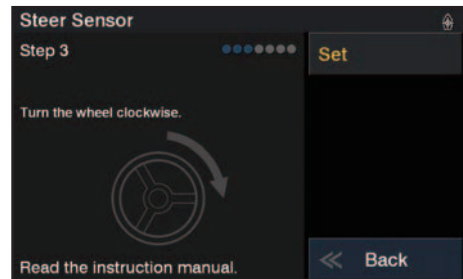 Steer Sensor
Step 3
Set
Turn the wheel clockwise.
Read the instruction manual.
Back